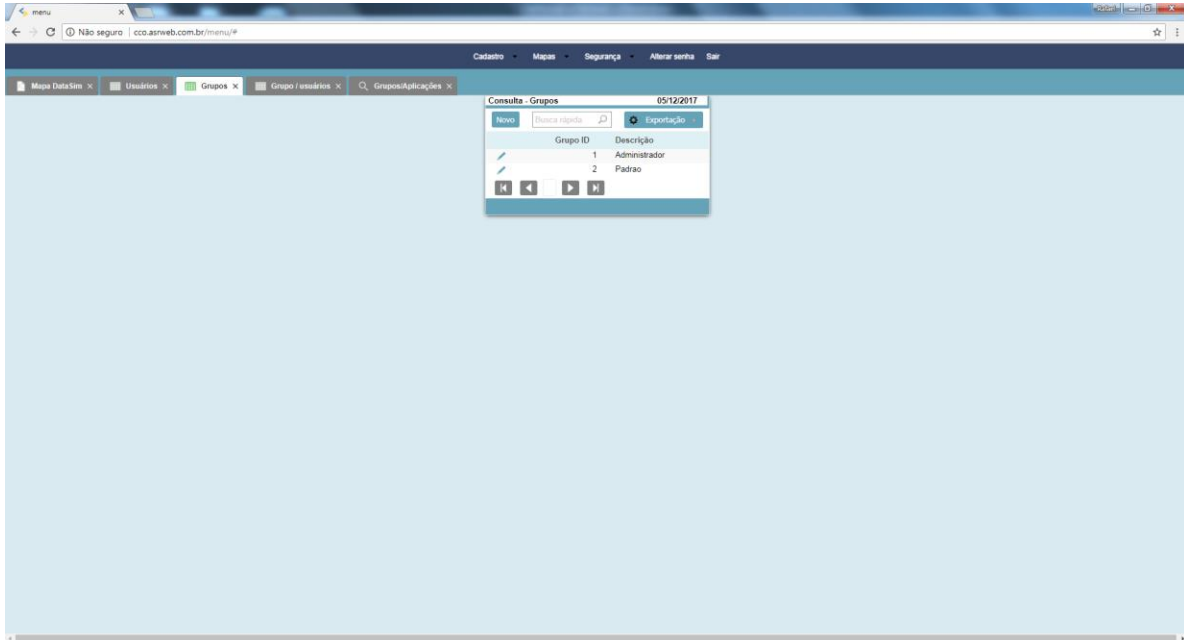 menu
Não seguro cco.asrweb.com.br/menu/#
Cadastro Mapas Segurança Alterar senha Sair
Mapa DataSim Usuários Grupos Grupo / usuários Grupos/Aplicações
Consulta - Grupos 05/12/2017
Novo Busca rápida Exportação
Grupo ID Descrição
1 Administrador
2 Padrao